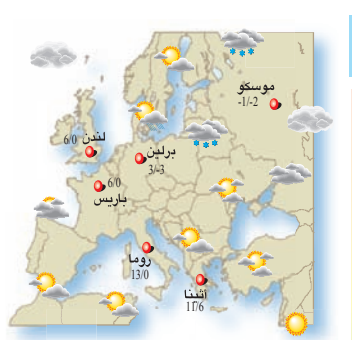 موسكو
-1/-2
لندن
6/0
برلين
3/-3
6/0
باريس
روما
13/0
أثينا
11/6